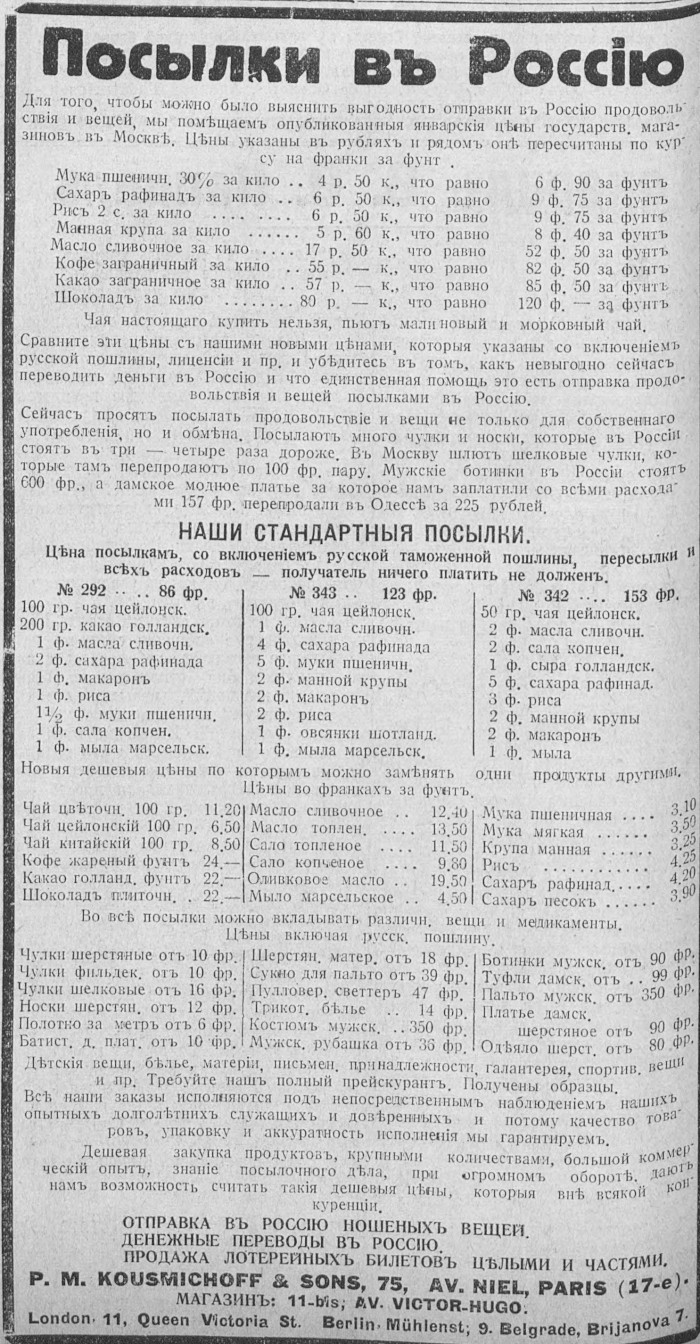 Посылки въ Россію
Для того, чтобы можно было выяснить выгодность отправки въ Россію продоволь-
ствія и вещей, мы помѣщаем опубликованныя январскія цѣны государств. мага-
зиновъ въ Москвѣ. Цѣны указаны въ рубляхъ и рядомъ онѣ пересчитаны по кур-
су на франки за фунт.
Мука пшеничн. 30% за кило .. 4 р. 50 к., что равно 6 ф. 90 за фунтъ
Сахаръ рафинадъ за кило .. 6 р. 50 к., что равно 9 ф. 75 за фунтъ
Рисъ 2 с. за кило .... .... 6 р. 50 к., что равно 9 ф. 75 за фунтъ
Манная крупа за кило ...... 5 р. 60 к., что равно 8 ф. 40 за фунтъ
Масло сливочное за кило .... 17 р. 50 к., что равно 52 ф. 50 за фунтъ
Кофе заграничный за кило .. 55 р. — к., что равно 82 ф. 50 за фунтъ
Какао заграничное за кило .. 57 р. — к., что равно 85 ф. 50 за фунтъ
Шоколадъ за кило ........ 80 р. — к., что равно 120 ф. — за фунтъ
Чая настоящаго купить нельзя, пьютъ малиновый и морковный чай.
Сравните эти цѣны съ нашими новыми цѣнами, которыя указаны со включеніемъ
русской пошлины, лиценсіи и пр. и убѣдитесь въ томъ, какъ невыгодно сейчасъ
переводить деньги въ Россію и что единственная помощь это есть отправка продо-
вольствія и вещей посылками въ Россію.
Сейчасъ просятъ посылать продовольствіе и вещи не только для собственнаго
употребленія, но и обмѣна. Посылаютъ много чулки и носки, которые въ Россіи
стоятъ въ три — четыре раза дороже. Въ Москву шлютъ шелковые чулки, ко-
торые тамъ перепродаютъ по 100 фр. пару. Мужскіе ботинки въ Россіи стоятъ
600 фр., а дамское модное платье за которое намъ заплатили со всѣми расхода-
ми 157 фр. перепродали въ Одессѣ за 225 рублей.
НАШИ СТАНДАРТНЫЯ ПОСЫЛКИ.
Цѣна посылкамъ, со включеніемъ русской таможенной пошлины, пересылки и
всѣхъ расходовъ — получатель ничего платить не долженъ.
№ 292 .. .. 86 фр.
100 гр. чая цейлонск.
200 гр. какао голландск.
1 ф. масла сливочн.
2 ф. сахара рафинада
1 ф. макаронъ
1 ф. риса
1 1/2 ф. муки пшеничн.
1 ф. сала копчен.
1 ф. мыла марсельск.
№ 343 .. 123 фр.
100 гр. чая цейлонск.
1 ф. масла сливочн.
4 ф. сахара рафинада
5 ф. муки пшеничн.
2 ф. манной крупы
2 ф. макаронъ
2 ф. риса
1 ф. овсянки шотланд.
1 ф. мыла марсельск.
№ 342 .... 153 фр.
50 гр. чая цейлонск.
2 ф. масла сливочн.
2 ф. сала копчен.
1 ф. сыра голландск.
5 ф. сахара рафинад.
3 ф. риса
2 ф. манной крупы
2 ф. макаронъ
1 ф. мыла
Новыя дешевыя цѣны по которымъ можно замѣнять одни продукты другими.
Цѣны во франкахъ за фунтъ.
Чай цвѣточн. 100 гр. 11.20
Чай цейлонскій 100 гр. 6,50
Чай китайскій 100 гр. 8,50
Кофе жареный фунтъ 24.—
Какао голланд. фунтъ 22.—
Шоколадъ плиточн. . 22.—
Масло сливочное .. 12.40
Масло топлен. .... 13,50
Сало топленое .... 11.50
Сало копченое .... 9.80
Оливковое масло .. 19.50
Мыло марсельское .. 4,50
Мука пшеничная .... 3.10
Мука мягкая ...... 3.50
Крупа манная ...... 3.25
Рисъ ............ 4.25
Сахаръ рафинад..... 4.20
Сахаръ песокъ ...... 3.90
Во всѣ посылки можно вкладывать различн. вещи и медикаменты.
Цѣны включая русск. пошлину.
Чулки шерстяные отъ 10 фр.
Чулки фильдек. отъ 10 фр.
Чулки шелковые отъ 16 фр.
Носки шерстян. отъ 12 фр.
Полотно за метръ отъ 6 фр.
Батист. д. плат. отъ 10 фр.
Шерстян. матер. отъ 18 фр.
Сукно для пальто отъ 39 фр.
Пулловер. светтеръ 47 фр.
Трикот. бѣлье .. 14 фр.
Костюмъ мужск. ..350 фр.
Мужск. рубашка отъ 36 фр.
Ботинки мужск. отъ 90 фр.
Туфли дамск. отъ .. 99 фр.
Пальто мужск. отъ 350 фр.
Платье дамск.
шерстяное отъ 90 фр.
Одѣяло шерст. отъ 80 фр.
Дѣтскія вещи, бѣлье, матеріи, письмен. принадлежности, галантерея, спортив. вещи
и пр. Требуйте нашъ полный прейскурантъ. Получены образцы.
Всѣ наши заказы исполняются подъ непосредственнымъ наблюденіемъ нашихъ
опытныхъ долголѣтнихъ служащихъ и довѣренныхъ и потому качество това-
ровъ, упаковку и аккуратность исполненія мы гарантируемъ.
Дешевая закупка продуктовъ, крупными количествами, большой коммер-
ческій опытъ, знаніе посылочнаго дѣла, при огромномъ оборотѣ. даютъ
намъ возможность считать такія дешевыя цѣны, которыя внѣ всякой кон-
куренціи.
ОТПРАВКА ВЪ РОССІЮ НОШЕНЫХЪ ВЕЩЕЙ.
ДЕНЕЖНЫЕ ПЕРЕВОДЫ ВЪ РОССІЮ.
ПРОДАЖА ЛОТЕРЕЙНЫХЪ БИЛЕТОВЪ ЦѢЛЫМИ И ЧАСТЯМИ.
P. M. KOUSMICHOFF & SONS, 75, AV. NIEL, PARIS (17-e).
МАГАЗИНЪ: 11-bis, AV. VICTOR-HUGO.
London 11, Queen Victoria St. Berlin Mühlenst; 9. Belgrade, Brijanova 7.